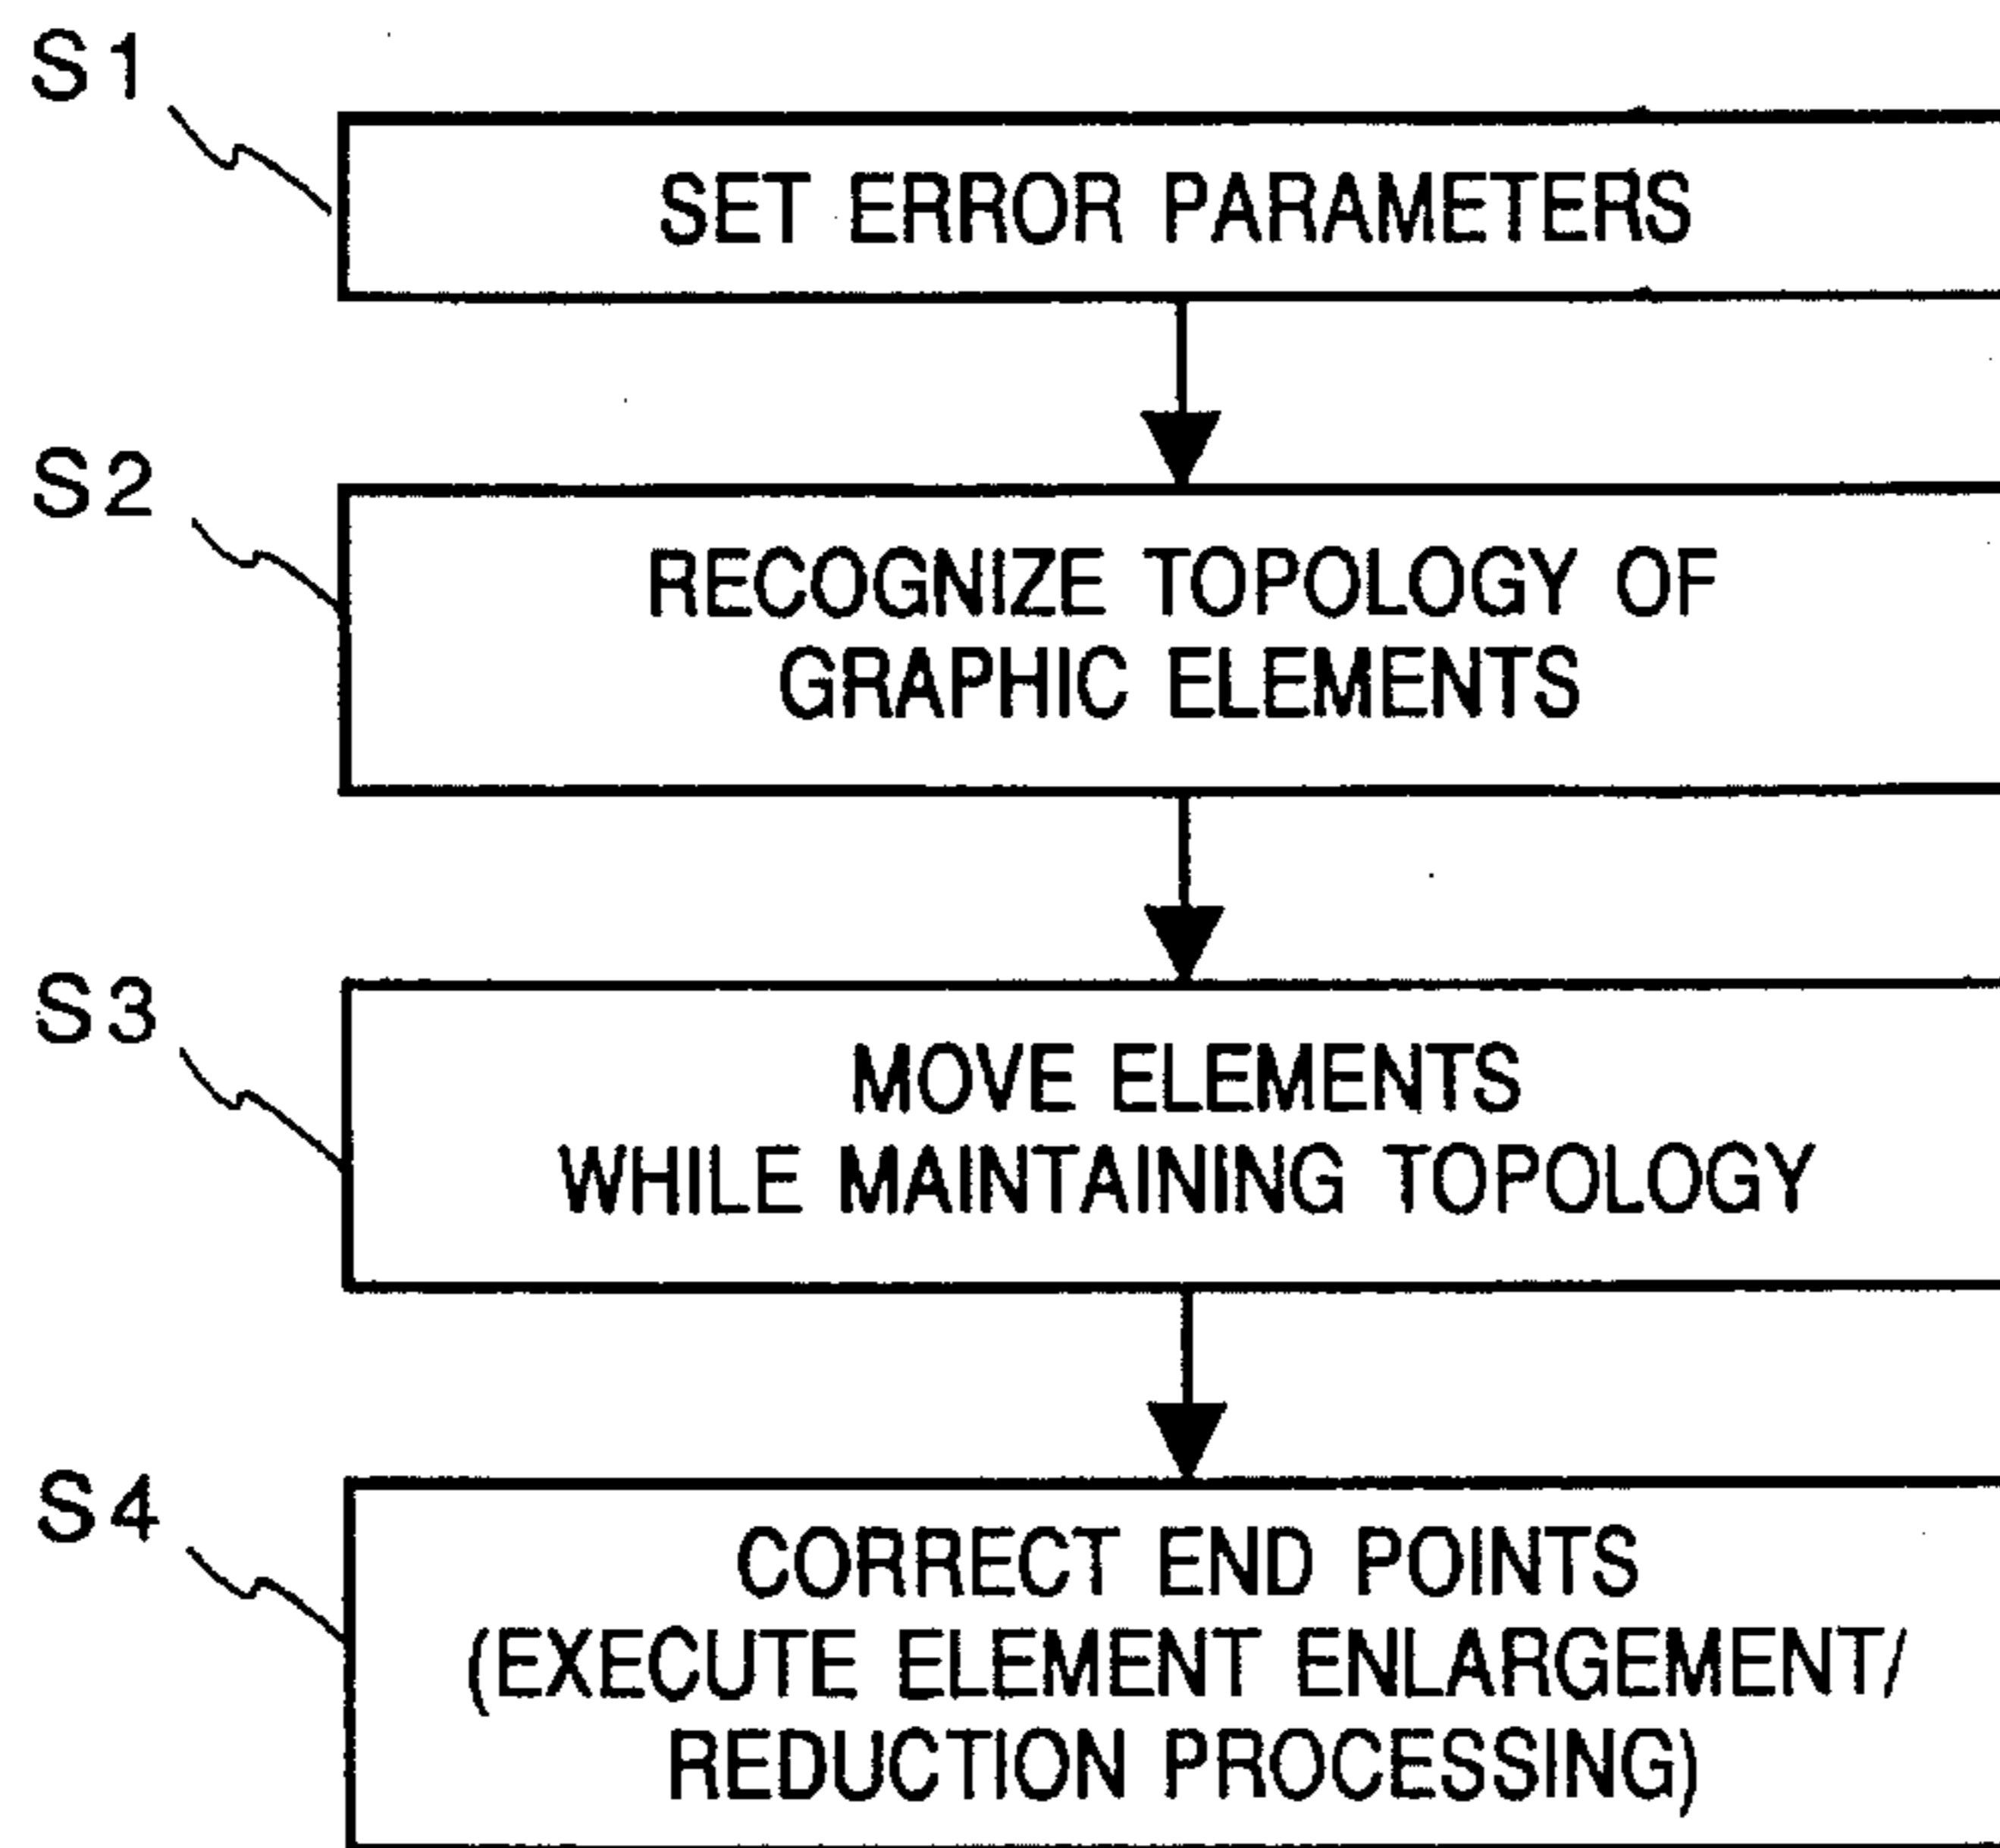 S1
SET ERROR PARAMETERS
S2
RECOGNIZE TOPOLOGY OF
GRAPHIC ELEMENTS
S3
MOVE ELEMENTS
WHILE MAINTAINING TOPOLOGY
S4
CORRECT END POINTS
(EXECUTE ELEMENT ENLARGEMENT/
REDUCTION PROCESSING)